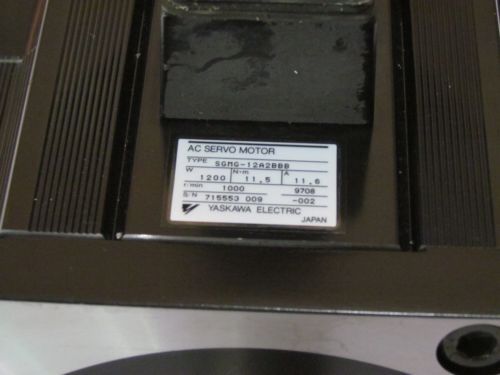 AC SERVO MOTOR
TYPE SGMG-12A2BBB
W 1200 N·m 11.5 A 11.6
r/min 1000 9708
S/N 715553 009 -002
YASKAWA ELECTRIC
JAPAN